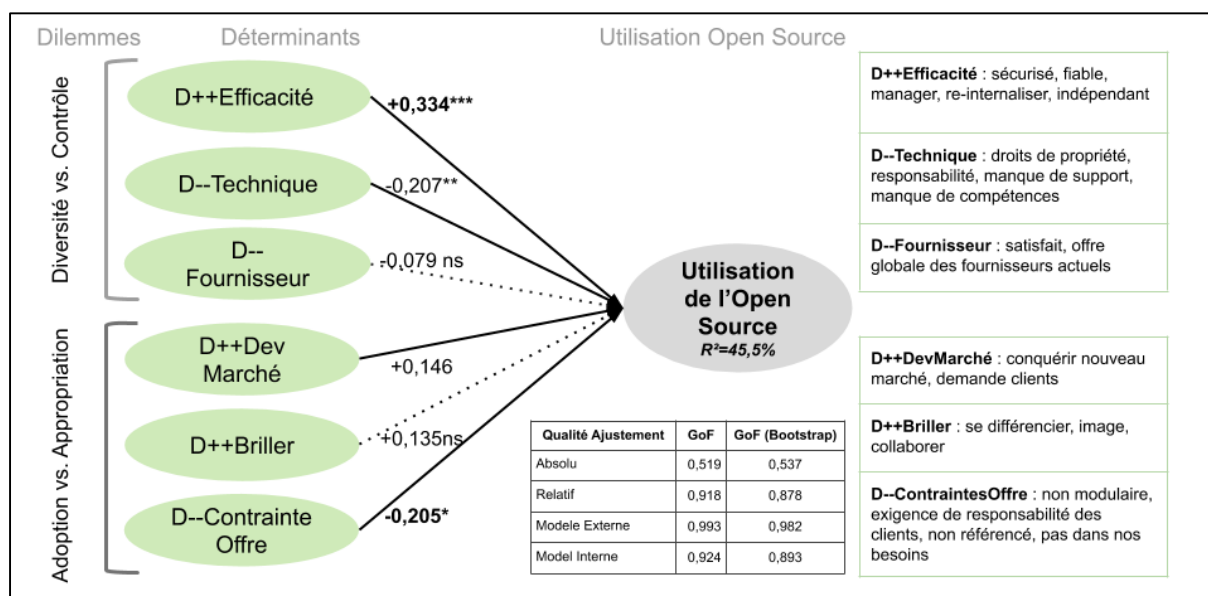 Dilemmes
Déterminants
Utilisation Open Source
Diversité vs. Contrôle
D++Efficacité
+0,334***
D--Technique
-0,207**
D--
Fournisseur
-0,079 ns
Adoption vs. Appropriation
D++Dev
Marché
+0,146
D++Briller
+0,135ns
D--Contrainte
Offre
-0,205*
Utilisation
de l'Open
Source
R²=45,5%
Qualité Ajustement GoF GoF (Bootstrap)
Absolu 0,519 0,537
Relatif 0,918 0,878
Modele Externe 0,993 0,982
Model Interne 0,924 0,893
D++Efficacité : sécurisé, fiable,
manager, re-internaliser, indépendant
D--Technique : droits de propriété,
responsabilité, manque de support,
manque de compétences
D--Fournisseur : satisfait, offre
globale des fournisseurs actuels
D++DevMarché : conquérir nouveau
marché, demande clients
D++Briller : se différencier, image,
collaborer
D--ContraintesOffre : non modulaire,
exigence de responsabilité des
clients, non référencé, pas dans nos
besoins